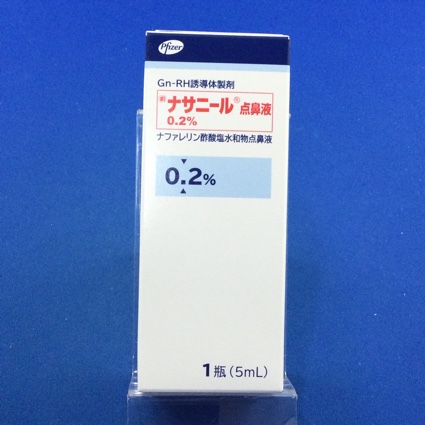 Pfizer
Gn-RH誘導体製剤
劇 ナサニール® 点鼻液
0.2%
ナファレリン酢酸塩水和物点鼻液
0.2%
1瓶(5mL)